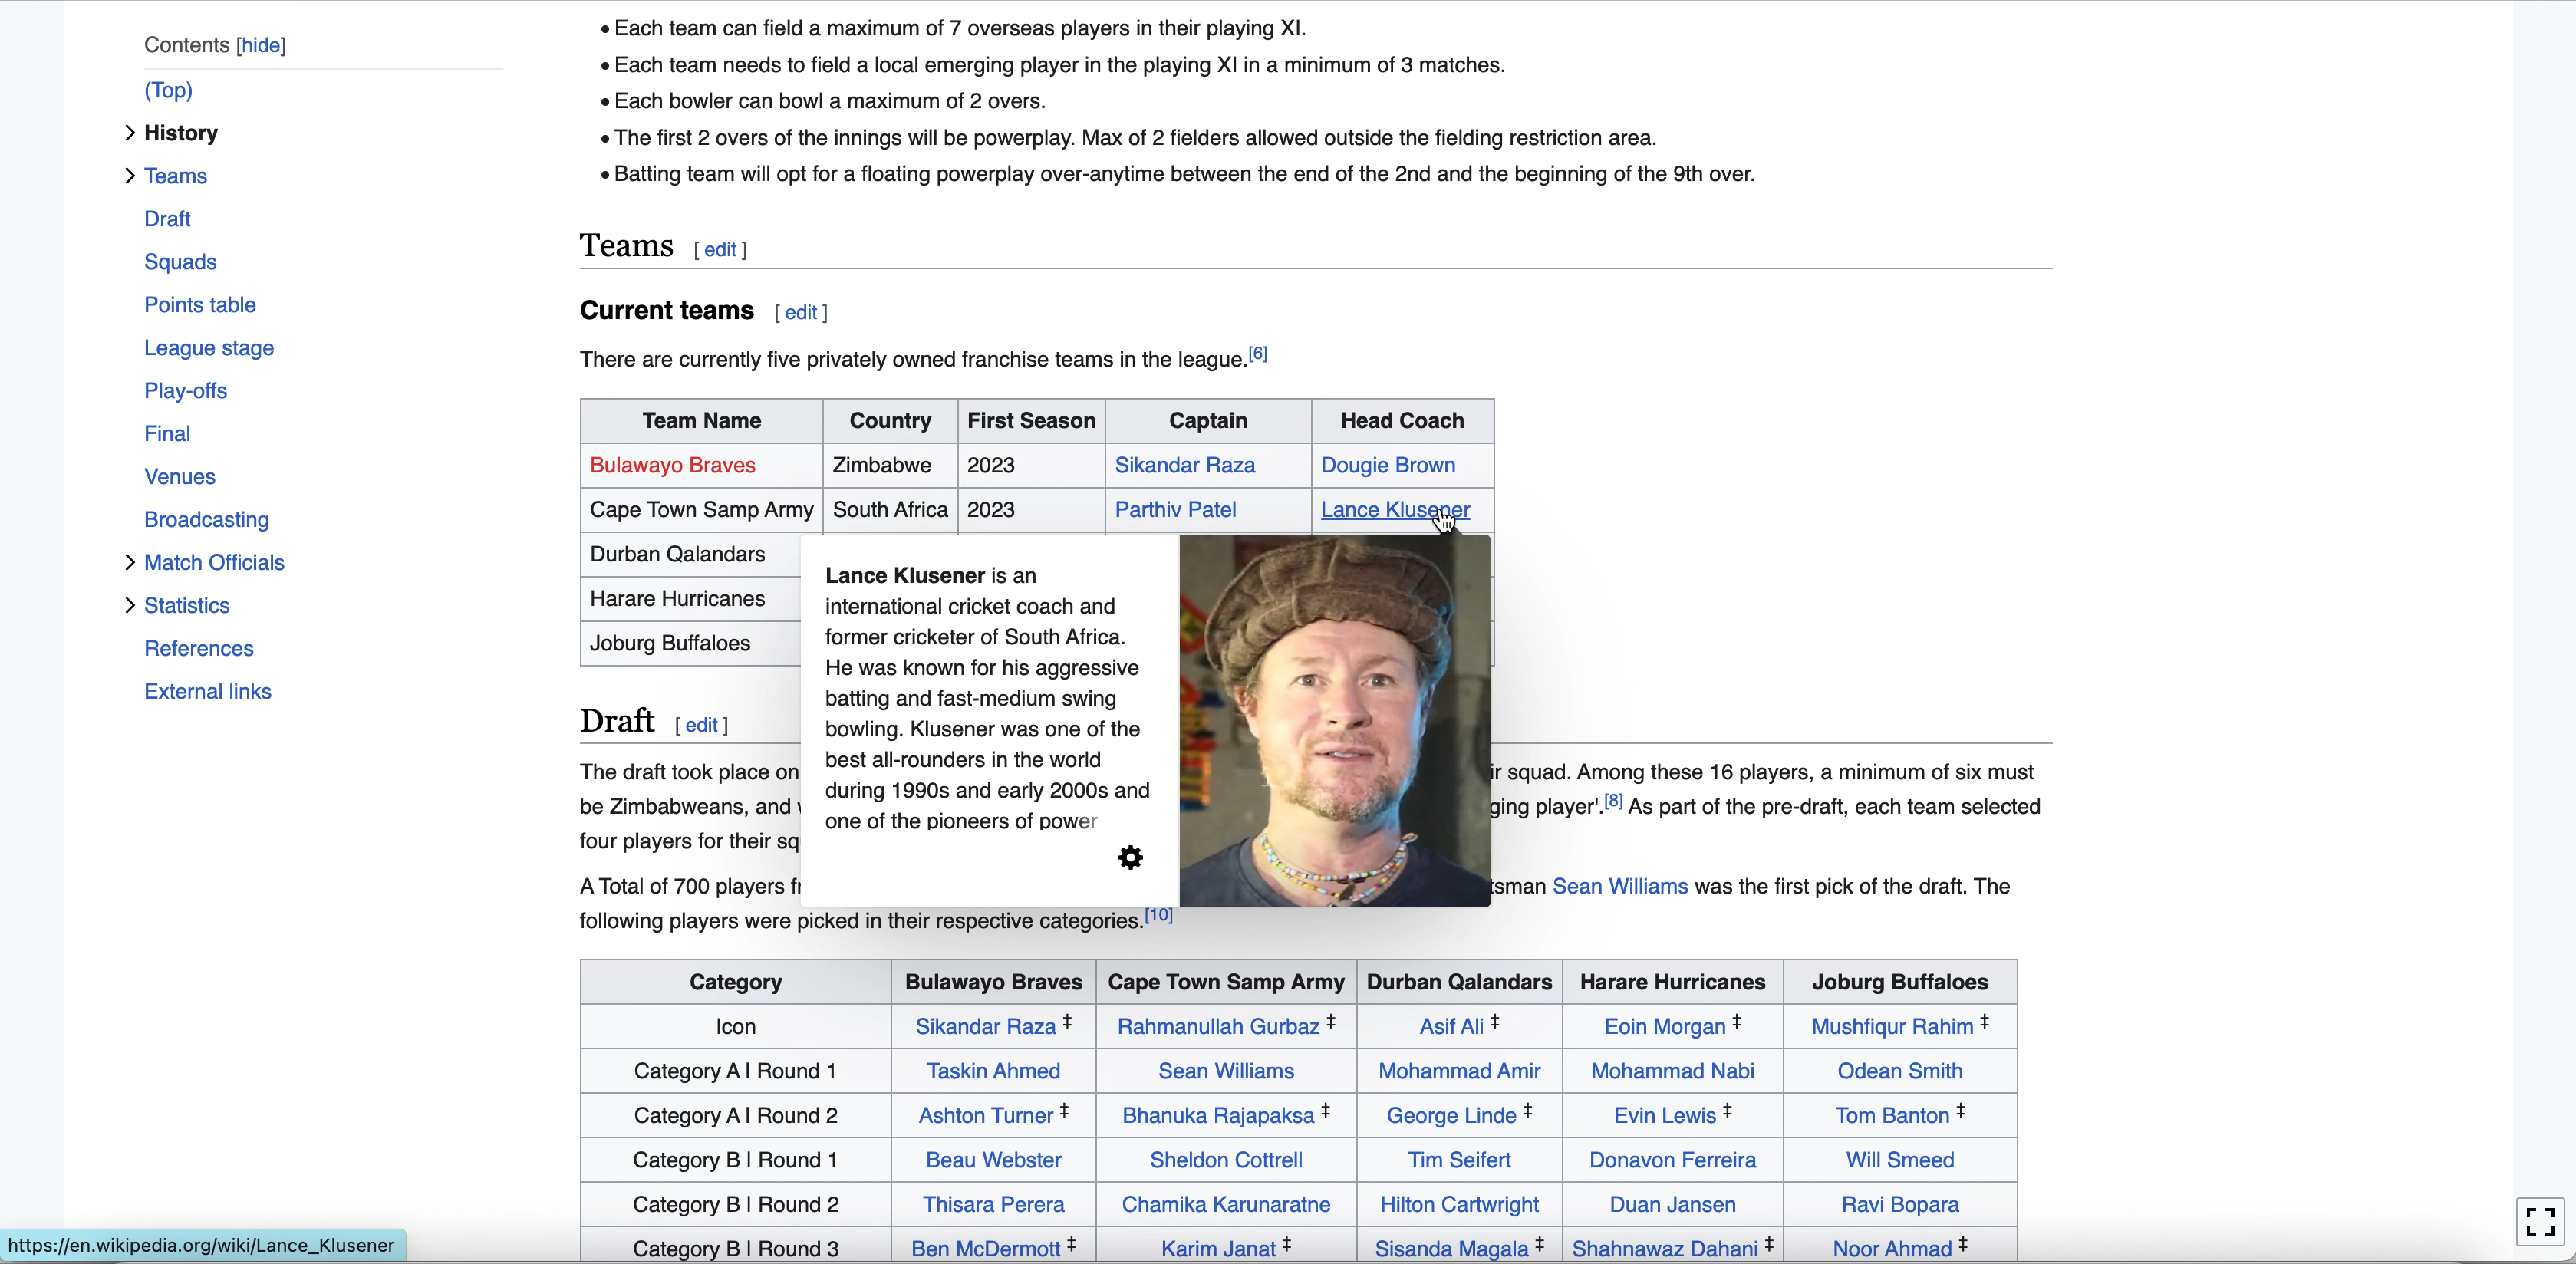 Contents [hide]
(Top)
History
Teams
Draft
Squads
Points table
League stage
Play-offs
Final
Venues
Broadcasting
Match Officials
Statistics
References
External links
• Each team can field a maximum of 7 overseas players in their playing XI.
• Each team needs to field a local emerging player in the playing XI in a minimum of 3 matches.
• Each bowler can bowl a maximum of 2 overs.
• The first 2 overs of the innings will be powerplay. Max of 2 fielders allowed outside the fielding restriction area.
• Batting team will opt for a floating powerplay over-anytime between the end of the 2nd and the beginning of the 9th over.
Teams [ edit ]
Current teams [ edit ]
There are currently five privately owned franchise teams in the league.[6]
Team Name Country First Season Captain Head Coach
Bulawayo Braves Zimbabwe 2023 Sikandar Raza Dougie Brown
Cape Town Samp Army South Africa 2023 Parthiv Patel Lance Klusener
Durban Qalandars
Harare Hurricanes
Joburg Buffaloes
Lance Klusener is an
international cricket coach and
former cricketer of South Africa.
He was known for his aggressive
batting and fast-medium swing
bowling. Klusener was one of the
best all-rounders in the world
during 1990s and early 2000s and
one of the pioneers of power
Draft [ edit ]
The draft took place on ir squad. Among these 16 players, a minimum of six must
be Zimbabweans, and ging player'.[8] As part of the pre-draft, each team selected
four players for their sq
A Total of 700 players fr tsman Sean Williams was the first pick of the draft. The
following players were picked in their respective categories.[10]
Category Bulawayo Braves Cape Town Samp Army Durban Qalandars Harare Hurricanes Joburg Buffaloes
Icon Sikandar Raza ‡ Rahmanullah Gurbaz ‡ Asif Ali ‡ Eoin Morgan ‡ Mushfiqur Rahim ‡
Category A | Round 1 Taskin Ahmed Sean Williams Mohammad Amir Mohammad Nabi Odean Smith
Category A | Round 2 Ashton Turner ‡ Bhanuka Rajapaksa ‡ George Linde ‡ Evin Lewis ‡ Tom Banton ‡
Category B | Round 1 Beau Webster Sheldon Cottrell Tim Seifert Donavon Ferreira Will Smeed
Category B | Round 2 Thisara Perera Chamika Karunaratne Hilton Cartwright Duan Jansen Ravi Bopara
Category B | Round 3 Ben McDermott ‡ Karim Janat ‡ Sisanda Magala ‡ Shahnawaz Dahani ‡ Noor Ahmad ‡
https://en.wikipedia.org/wiki/Lance_Klusener